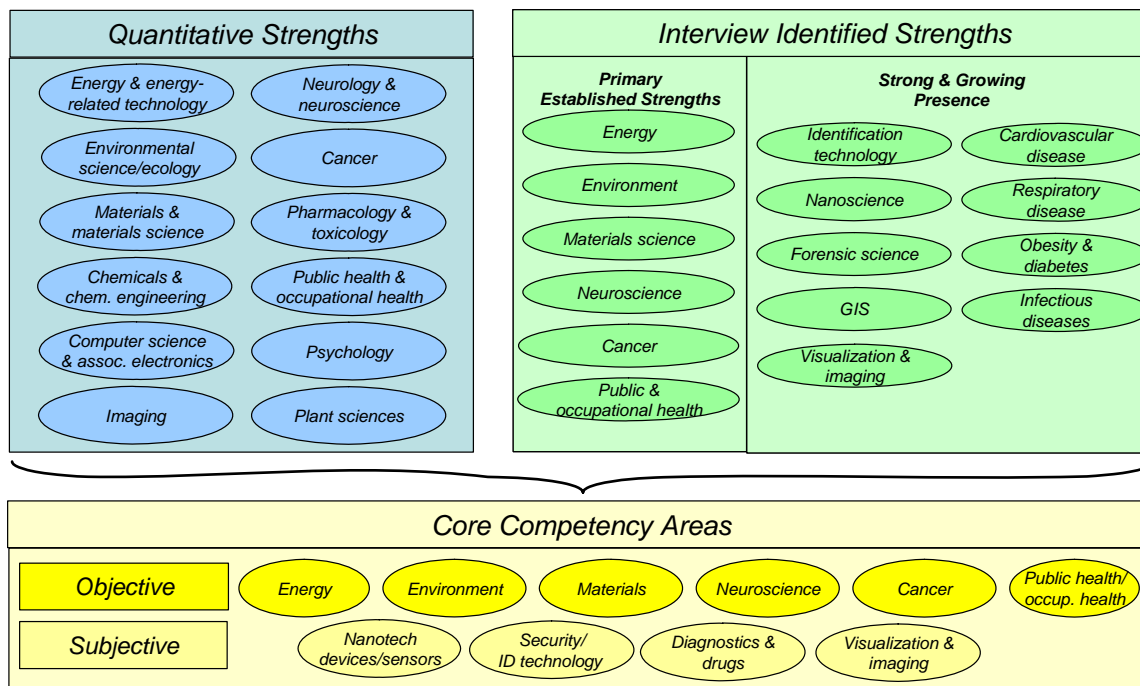 Quantitative Strengths
Energy & energy-
related technology
Neurology &
neuroscience
Environmental
science/ecology
Cancer
Materials &
materials science
Pharmacology &
toxicology
Chemicals &
chem. engineering
Public health &
occupational health
Computer science
& assoc. electronics
Psychology
Imaging
Plant sciences
Interview Identified Strengths
Primary
Established Strengths
Energy
Environment
Materials science
Neuroscience
Cancer
Public &
occupational health
Strong & Growing
Presence
Identification
technology
Cardiovascular
disease
Nanoscience
Respiratory
disease
Forensic science
Obesity &
diabetes
GIS
Infectious
diseases
Visualization &
imaging
Core Competency Areas
Objective
Energy
Environment
Materials
Neuroscience
Cancer
Public health/
occup. health
Subjective
Nanotech
devices/sensors
Security/
ID technology
Diagnostics &
drugs
Visualization &
imaging